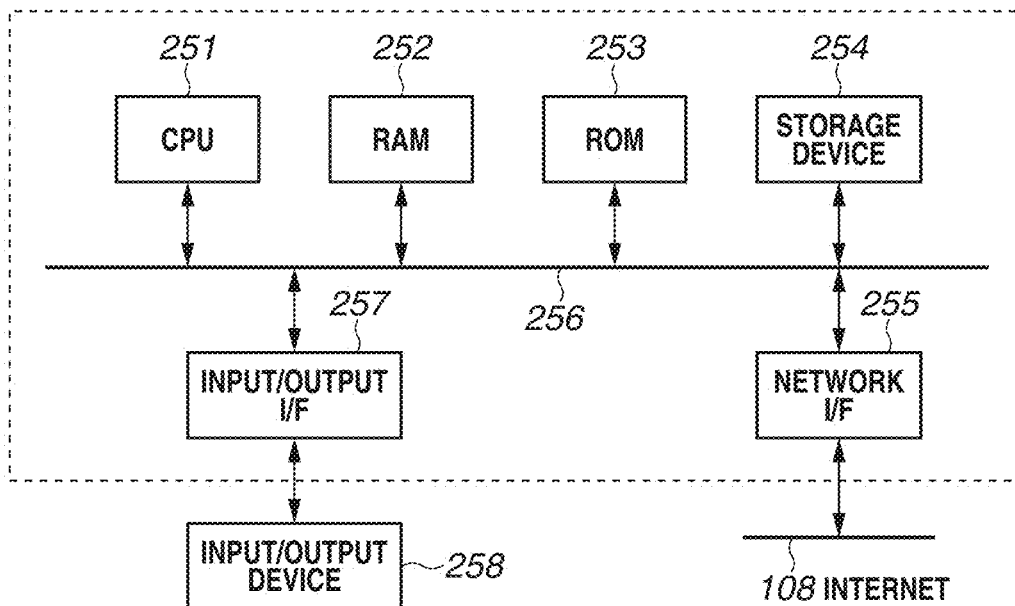 251
252
253
254
CPU
RAM
ROM
STORAGE
DEVICE
257
256
255
INPUT/OUTPUT
I/F
NETWORK
I/F
INPUT/OUTPUT
DEVICE
258
108 INTERNET